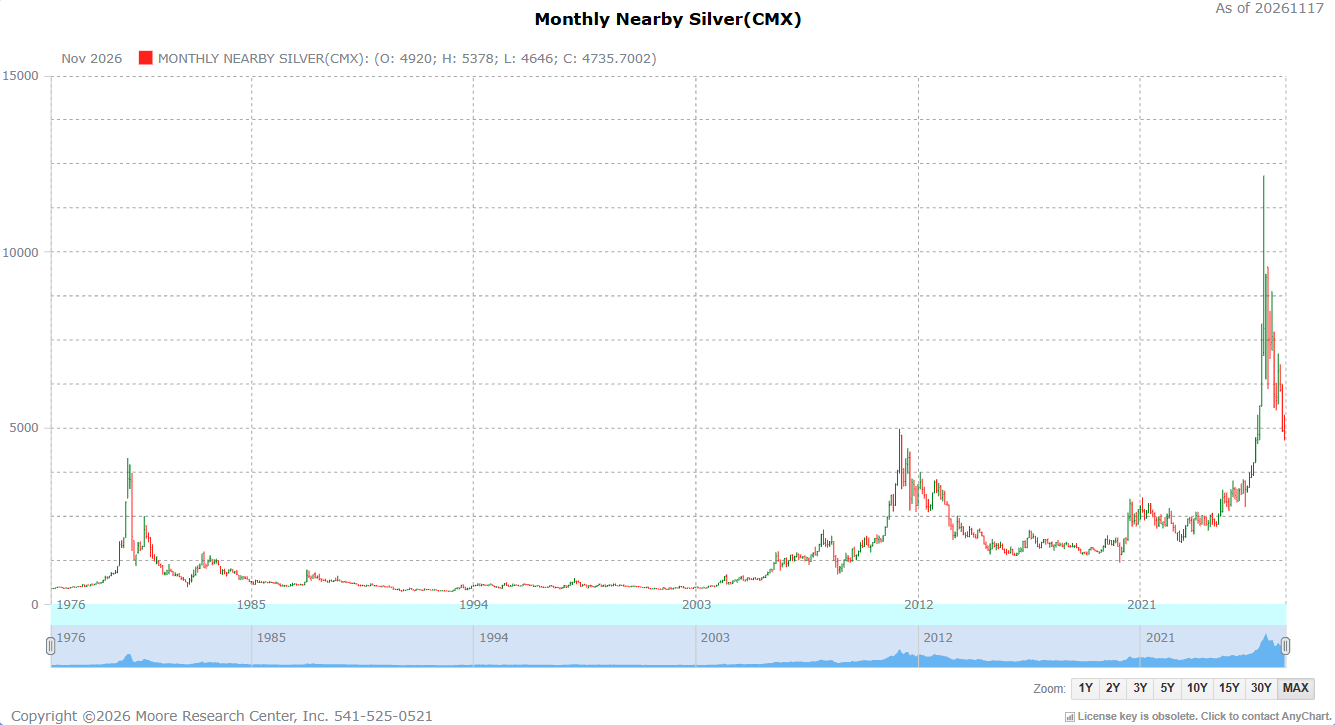 As of 20261117
Monthly Nearby Silver(CMX)
Nov 2026 MONTHLY NEARBY SILVER(CMX): (O: 4920; H: 5378; L: 4646; C: 4735.7002)
15000
10000
5000
0
1976 1985 1994 2003 2012 2021
1976 1985 1994 2003 2012 2021
Zoom: 1Y 2Y 3Y 5Y 10Y 15Y 30Y MAX
Copyright ©2026 Moore Research Center, Inc. 541-525-0521
License key is obsolete. Click to contact AnyChart.